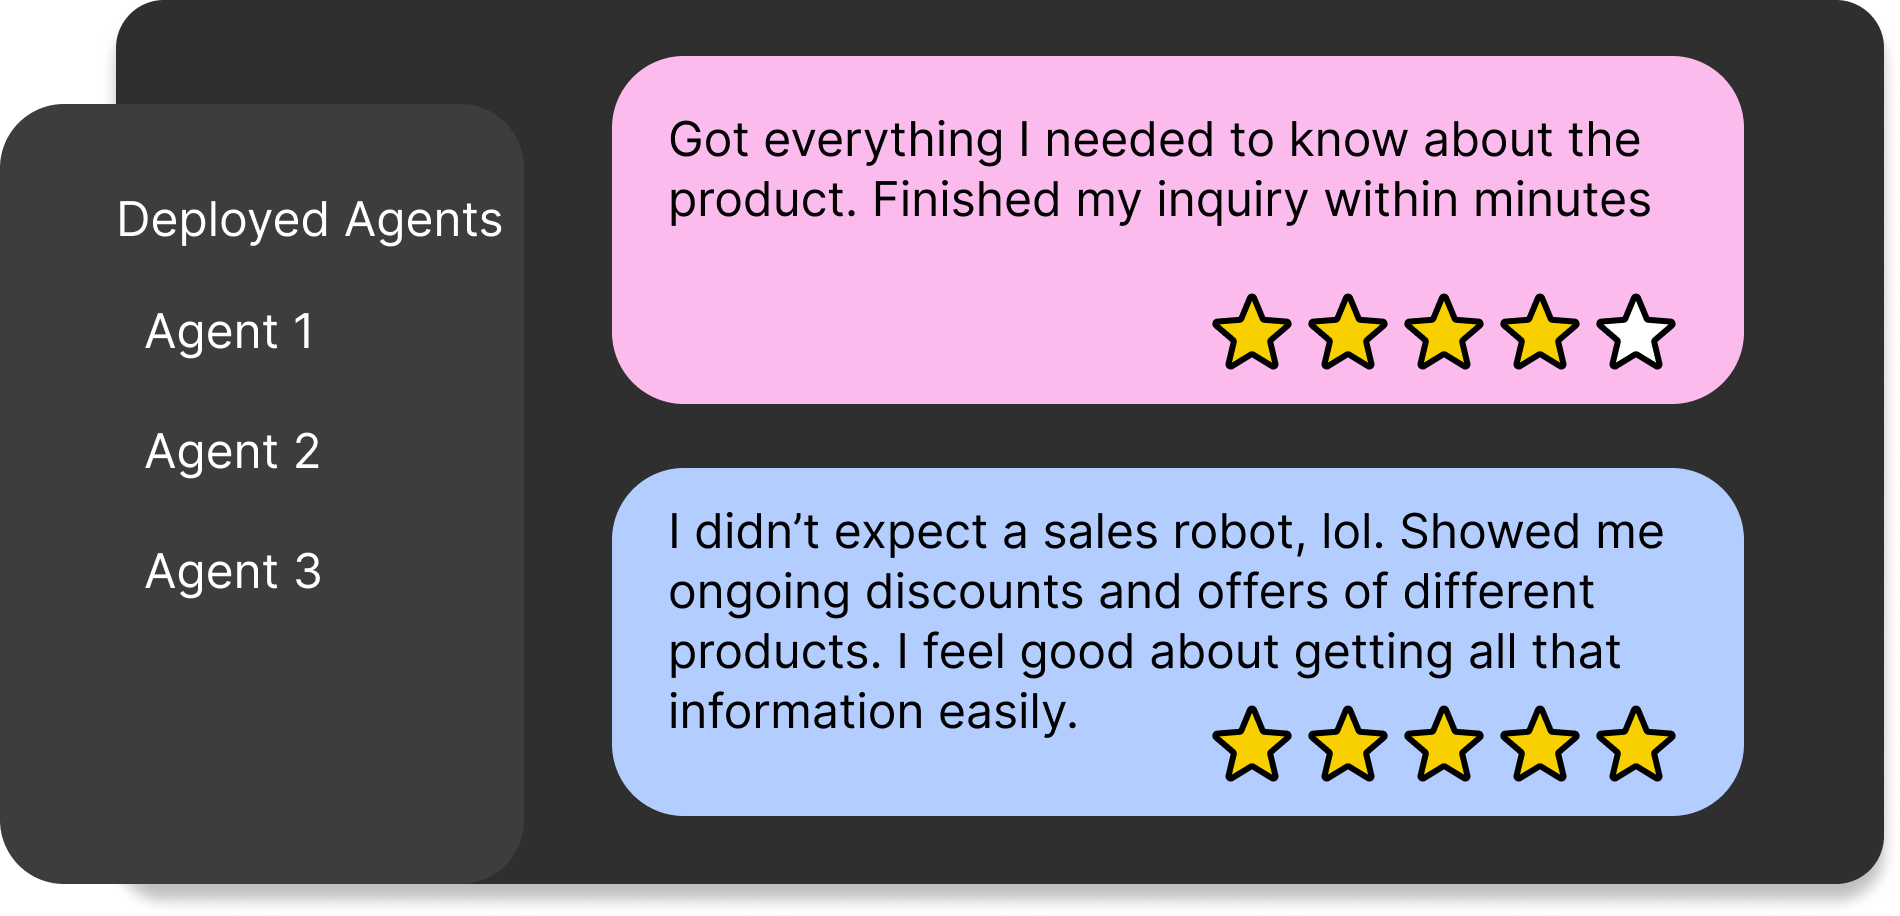 Deployed Agents
Agent 1
Agent 2
Agent 3
Got everything I needed to know about the
product. Finished my inquiry within minutes
I didn’t expect a sales robot, lol. Showed me
ongoing discounts and offers of different
products. I feel good about getting all that
information easily.